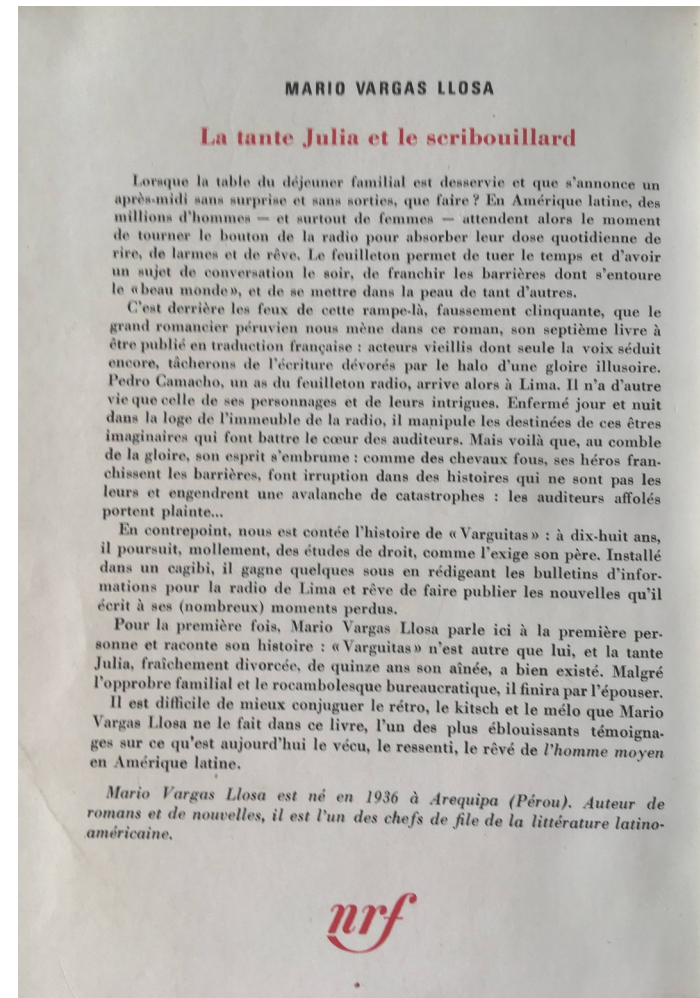 MARIO VARGAS LLOSA
La tante Julia et le scribouillard
Lorsque la table du déjeuner familial est desservie et que s'annonce un
après-midi sans surprise et sans sorties, que faire ? En Amérique latine, des
millions d'hommes — et surtout de femmes — attendent alors le moment
de tourner le bouton de la radio pour absorber leur dose quotidienne de
rire, de larmes et de rêve. Le feuilleton permet de tuer le temps et d'avoir
un sujet de conversation le soir, de franchir les barrières dont s'entoure
le «beau monde», et de se mettre dans la peau de tant d'autres.
C'est derrière les feux de cette rampe-là, faussement clinquante, que le
grand romancier péruvien nous mène dans ce roman, son septième livre à
être publié en traduction française : acteurs vieillis dont seule la voix séduit
encore, tâcherons de l'écriture dévorés par le halo d'une gloire illusoire.
Pedro Camacho, un as du feuilleton radio, arrive alors à Lima. Il n'a d'autre
vie que celle de ses personnages et de leurs intrigues. Enfermé jour et nuit
dans la loge de l'immeuble de la radio, il manipule les destinées de ces êtres
imaginaires qui font battre le cœur des auditeurs. Mais voilà que, au comble
de la gloire, son esprit s'embrume : comme des chevaux fous, ses héros fran-
chissent les barrières, font irruption dans des histoires qui ne sont pas les
leurs et engendrent une avalanche de catastrophes : les auditeurs affolés
portent plainte...
En contrepoint, nous est contée l'histoire de «Varguitas» : à dix-huit ans,
il poursuit, mollement, des études de droit, comme l'exige son père. Installé
dans un cagibi, il gagne quelques sous en rédigeant les bulletins d'infor-
mations pour la radio de Lima et rêve de faire publier les nouvelles qu'il
écrit à ses (nombreux) moments perdus.
Pour la première fois, Mario Vargas Llosa parle ici à la première per-
sonne et raconte son histoire : «Varguitas» n'est autre que lui, et la tante
Julia, fraîchement divorcée, de quinze ans son aînée, a bien existé. Malgré
l'opprobre familial et le rocambolesque bureaucratique, il finira par l'épouser.
Il est difficile de mieux conjuguer le rétro, le kitsch et le mélo que Mario
Vargas Llosa ne le fait dans ce livre, l'un des plus éblouissants témoigna-
ges sur ce qu'est aujourd'hui le vécu, le ressenti, le rêvé de l'homme moyen
en Amérique latine.
Mario Vargas Llosa est né en 1936 à Arequipa (Pérou). Auteur de
romans et de nouvelles, il est l'un des chefs de file de la littérature latino-
américaine.
nrf